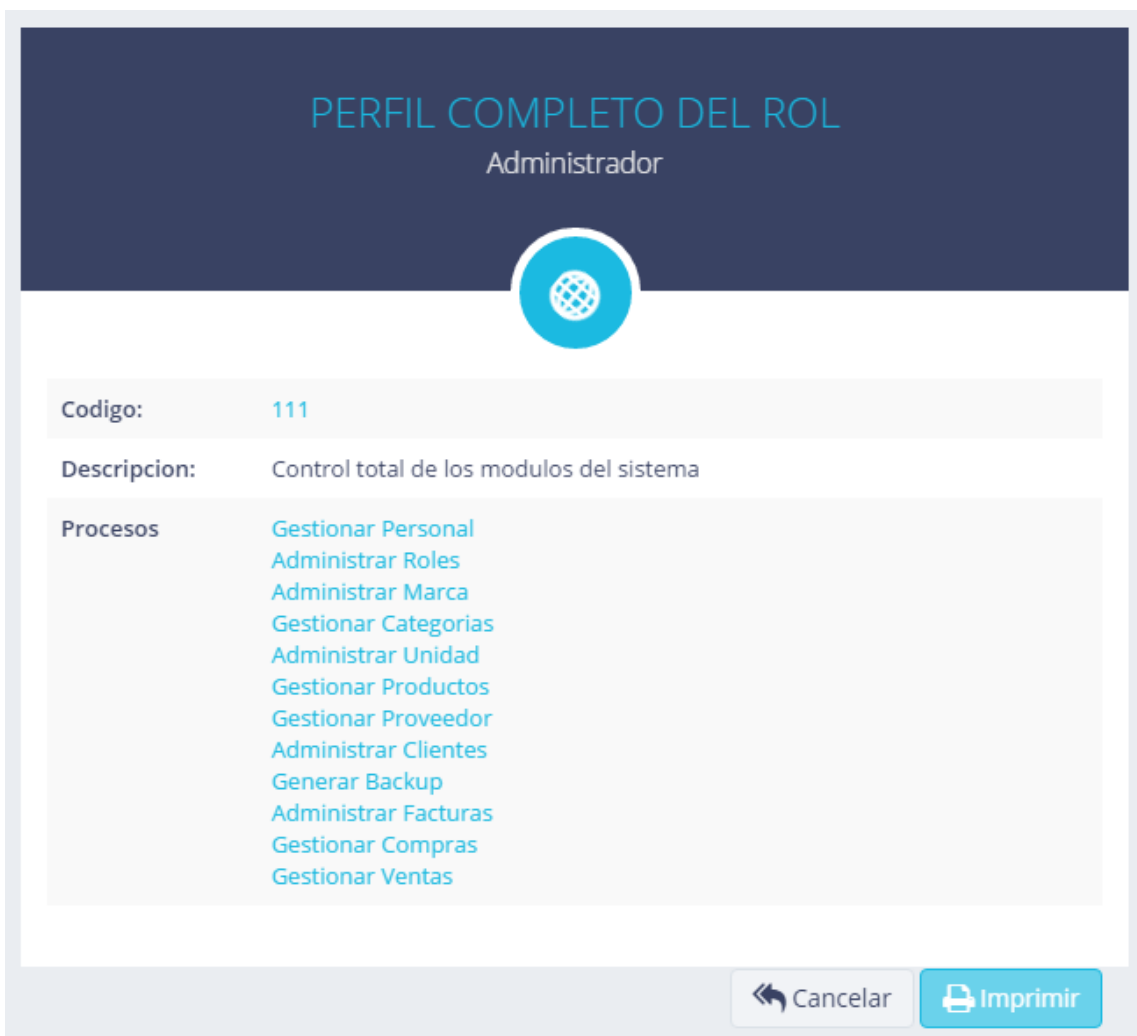 PERFIL COMPLETO DEL ROL
Administrador
Codigo: 111
Descripcion: Control total de los modulos del sistema
Procesos Gestionar Personal
Administrar Roles
Administrar Marca
Gestionar Categorias
Administrar Unidad
Gestionar Productos
Gestionar Proveedor
Administrar Clientes
Generar Backup
Administrar Facturas
Gestionar Compras
Gestionar Ventas
Cancelar Imprimir